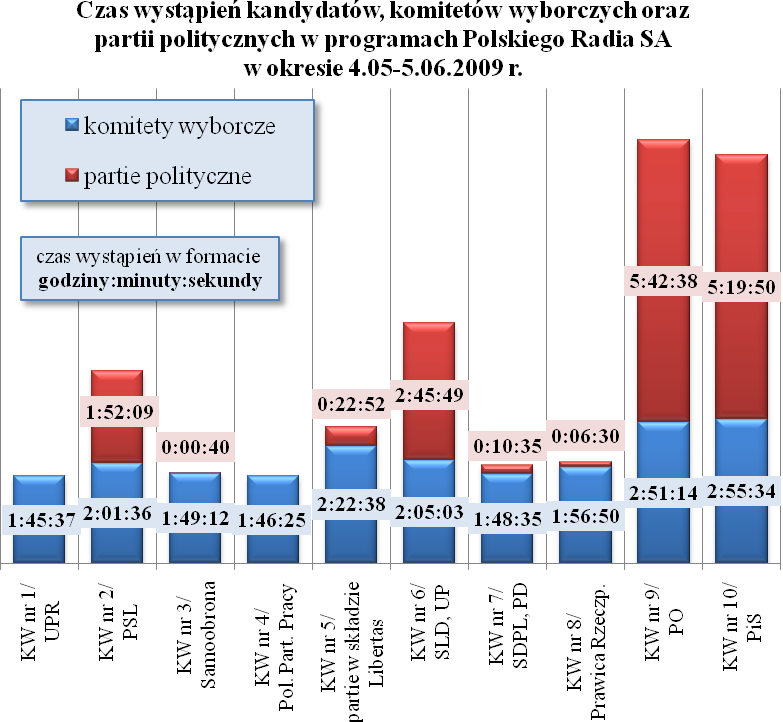 Czas wystąpień kandydatów, komitetów wyborczych oraz
partii politycznych w programach Polskiego Radia SA
w okresie 4.05-5.06.2009 r.
komitety wyborcze
partie polityczne
czas wystąpień w formacie
godziny:minuty:sekundy
5:42:38
5:19:50
1:52:09
0:00:40
0:22:52
2:45:49
0:10:35
0:06:30
1:45:37
2:01:36
1:49:12
1:46:25
2:22:38
2:05:03
1:48:35
1:56:50
2:51:14
2:55:34
KW nr 1/
UPR
KW nr 2/
PSL
KW nr 3/
Samoobrona
KW nr 4/
Pol. Part. Pracy
KW nr 5/
partie w składzie
Libertas
KW nr 6/
SLD, UP
KW nr 7/
SDPL, PD
KW nr 8/
Prawica Rzeczp.
KW nr 9/
PO
KW nr 10/
PiS